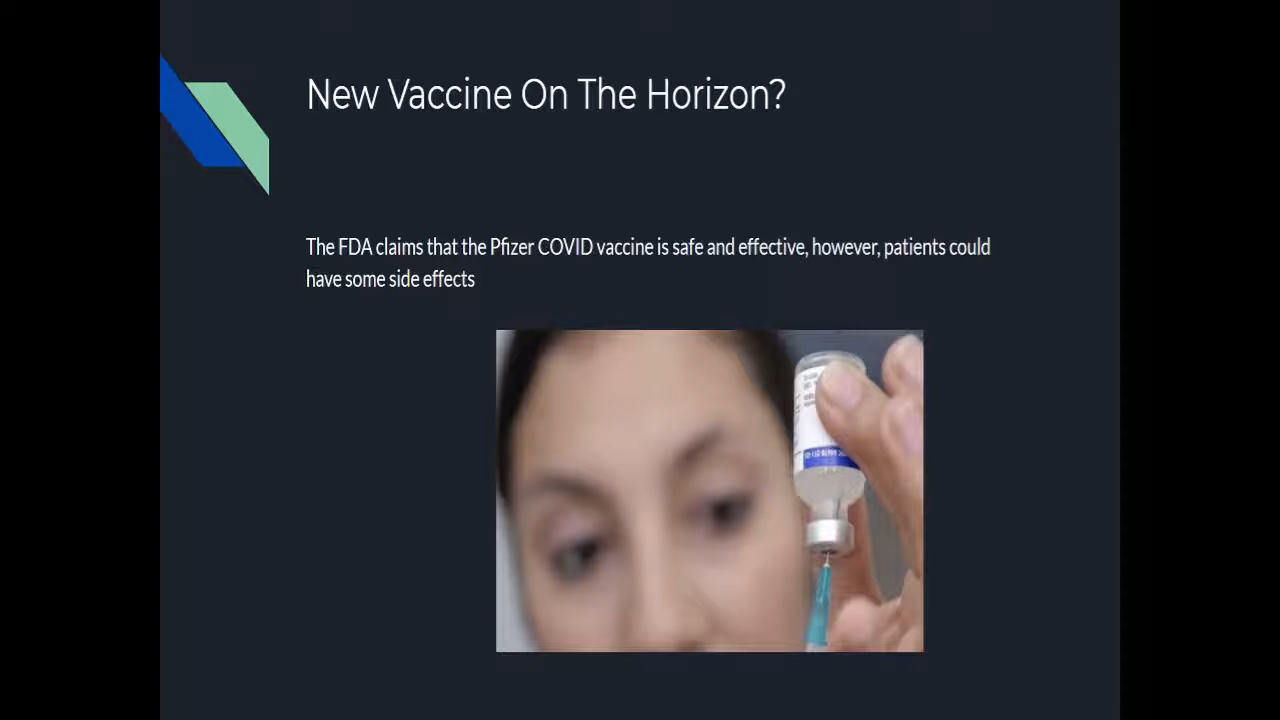 New Vaccine On The Horizon?
The FDA claims that the Pfizer COVID vaccine is safe and effective, however, patients could
have some side effects